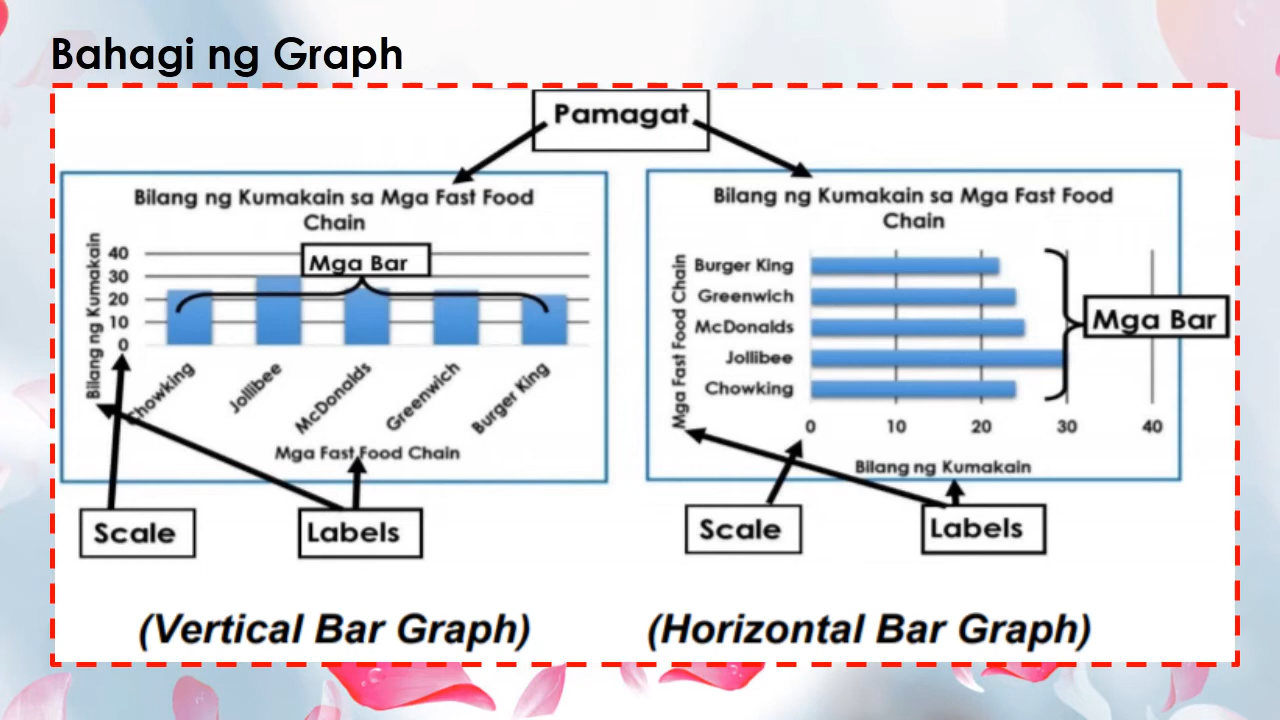 Bahagi ng Graph
Pamagat
Bilang ng Kumakain sa Mga Fast Food
Chain
Bilang ng Kumakain
40
30
20
10
0
Mga Bar
Chowking
Jollibee
McDonalds
Greenwich
Burger King
Mga Fast Food Chain
Scale
Labels
(Vertical Bar Graph)
Bilang ng Kumakain sa Mga Fast Food
Chain
Mga Fast Food Chain
Burger King
Greenwich
McDonalds
Jollibee
Chowking
Mga Bar
0 10 20 30 40
Bilang ng Kumakain
Scale
Labels
(Horizontal Bar Graph)